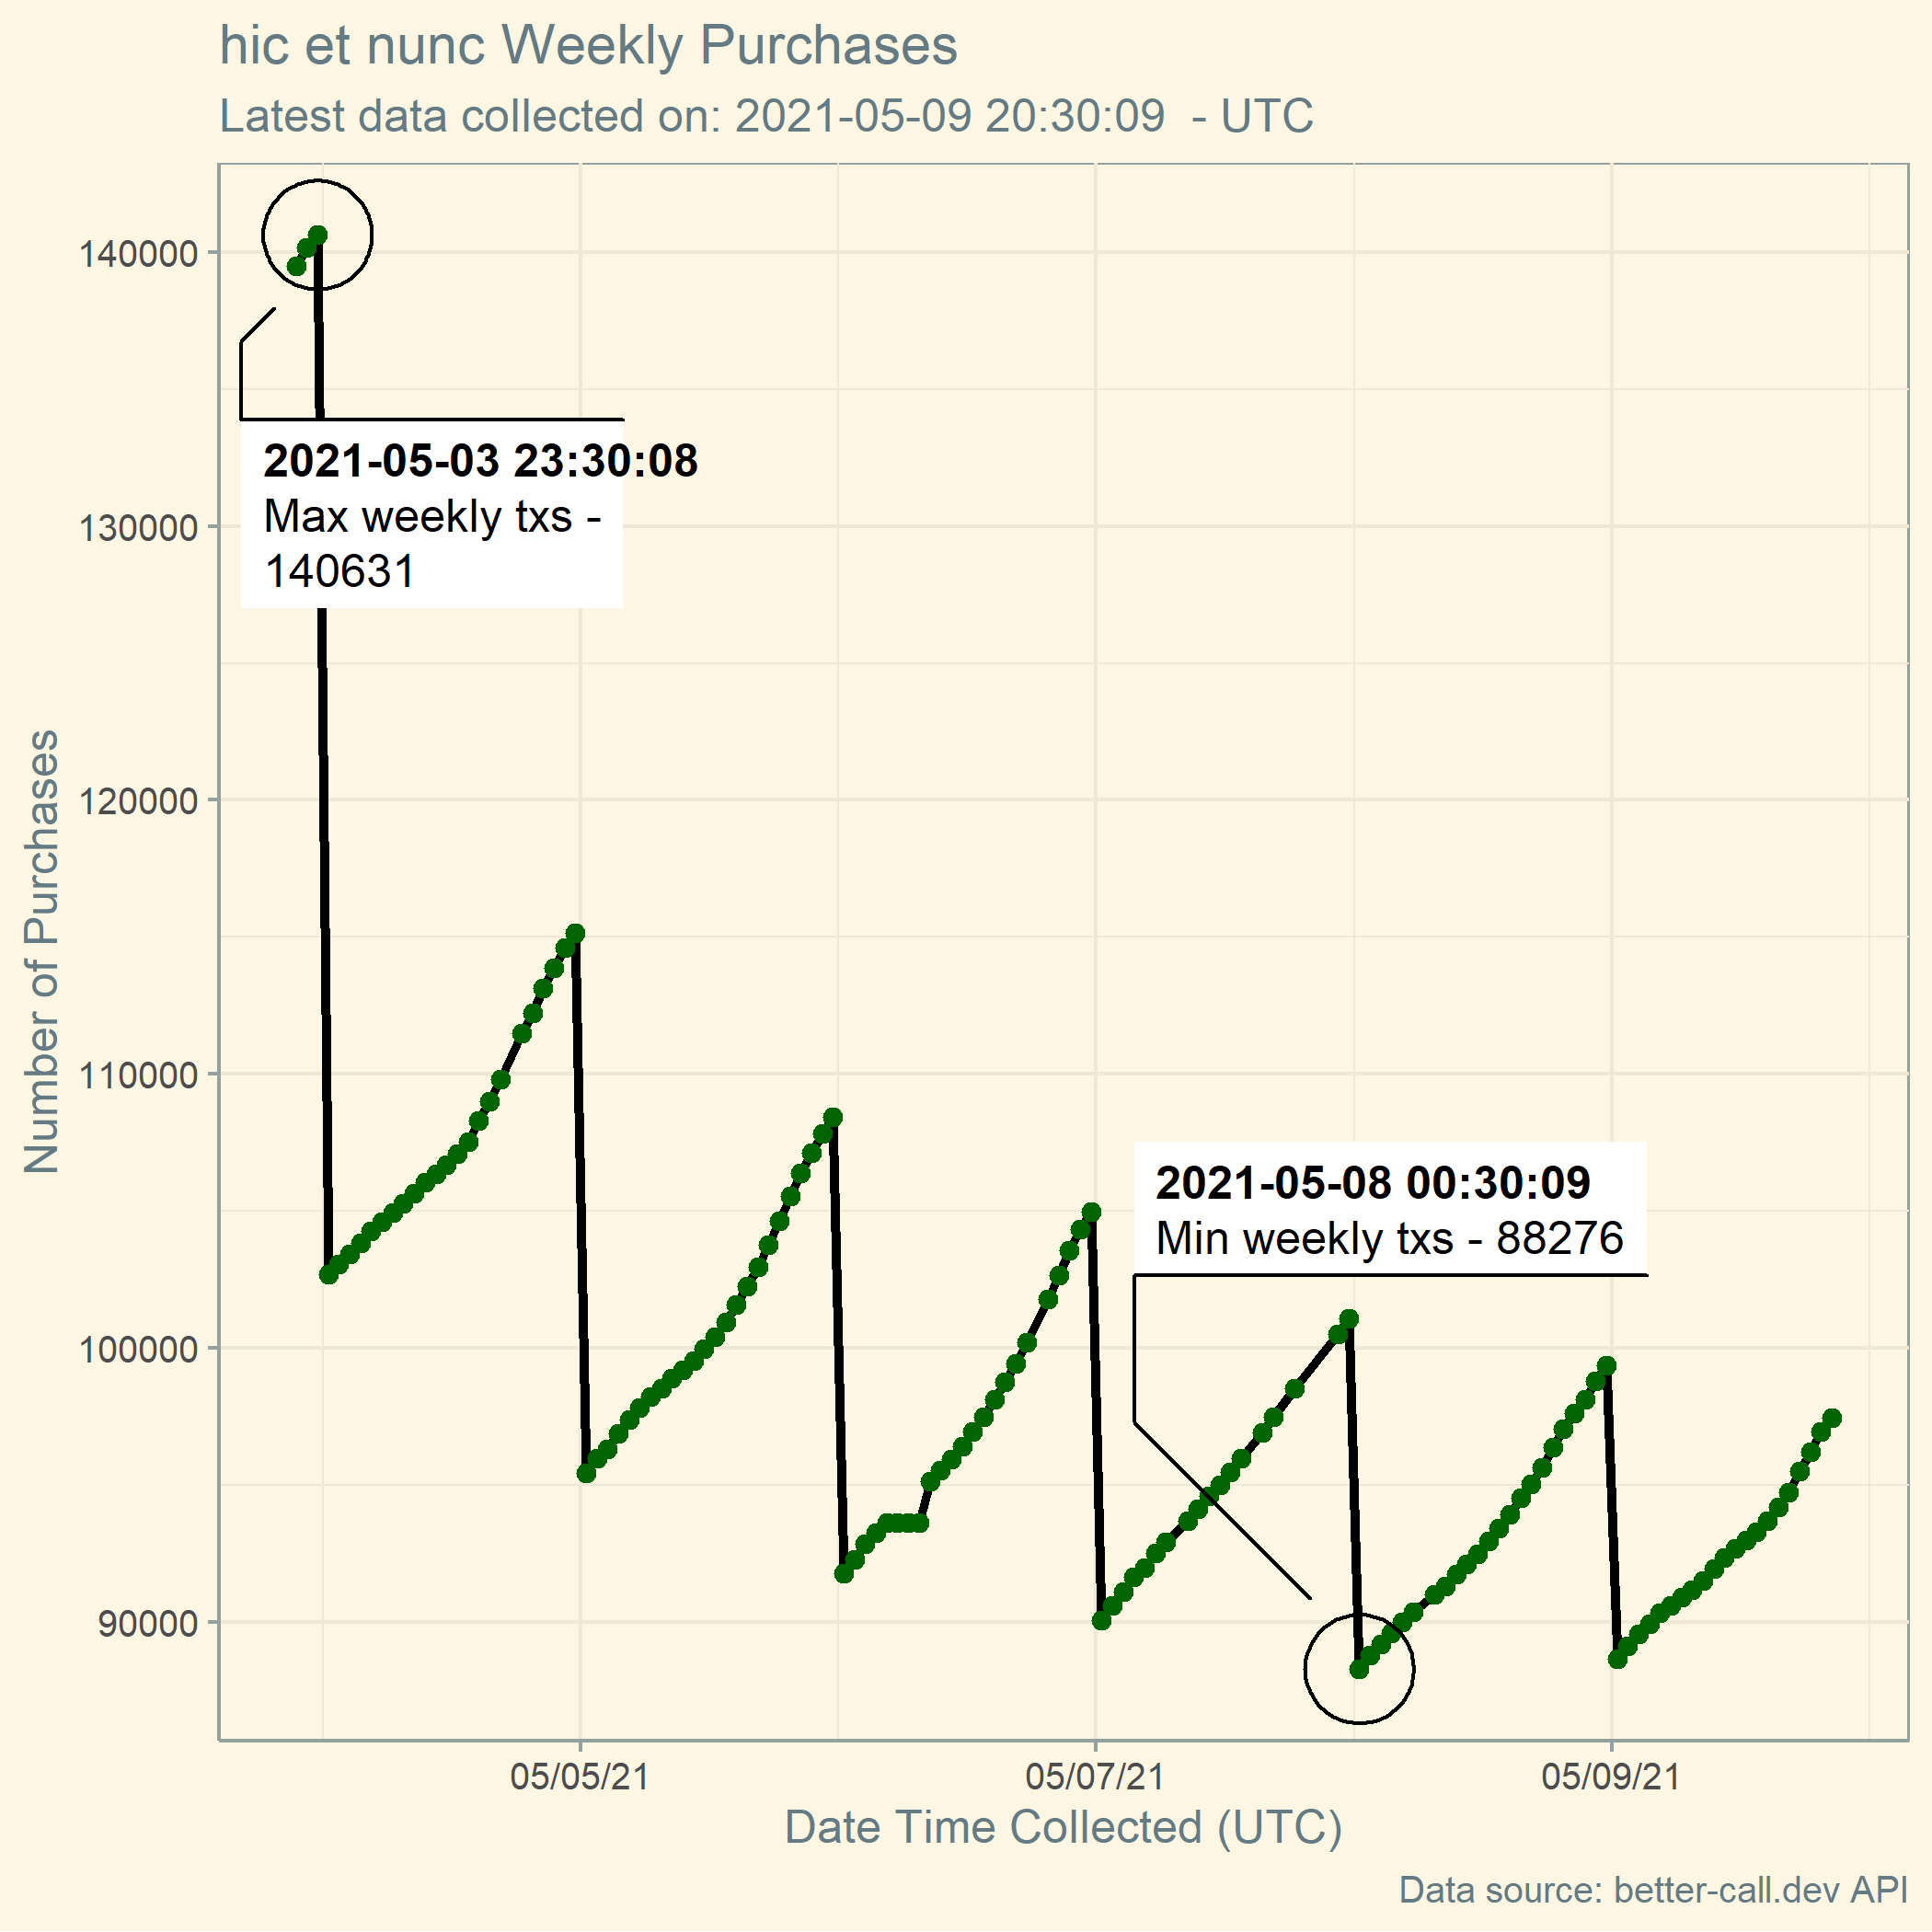 hic et nunc Weekly Purchases
Latest data collected on: 2021-05-09 20:30:09  - UTC
Number of Purchases
140000
130000
120000
110000
100000
90000
2021-05-03 23:30:08
Max weekly txs -
140631
2021-05-08 00:30:09
Min weekly txs - 88276
05/05/21
05/07/21
05/09/21
Date Time Collected (UTC)
Data source: better-call.dev API